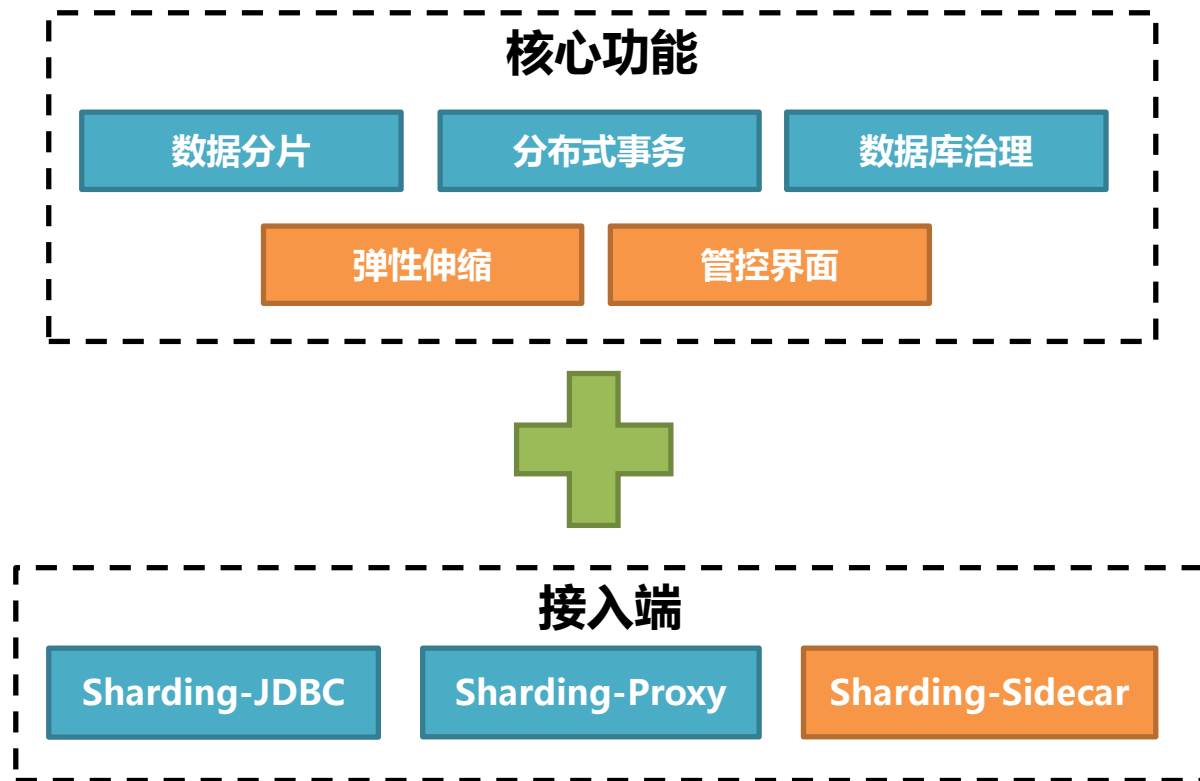 核心功能
数据分片
分布式事务
数据库治理
弹性伸缩
管控界面
接入端
Sharding-JDBC
Sharding-Proxy
Sharding-Sidecar